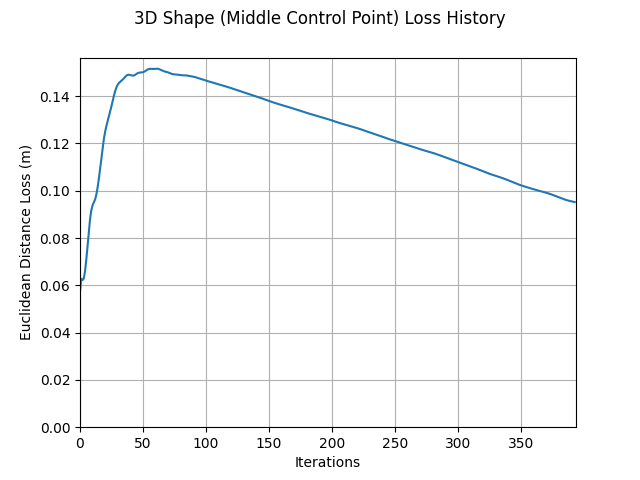 3D Shape (Middle Control Point) Loss History
Euclidean Distance Loss (m)
0.14
0.12
0.10
0.08
0.06
0.04
0.02
0.00
0 50 100 150 200 250 300 350
Iterations